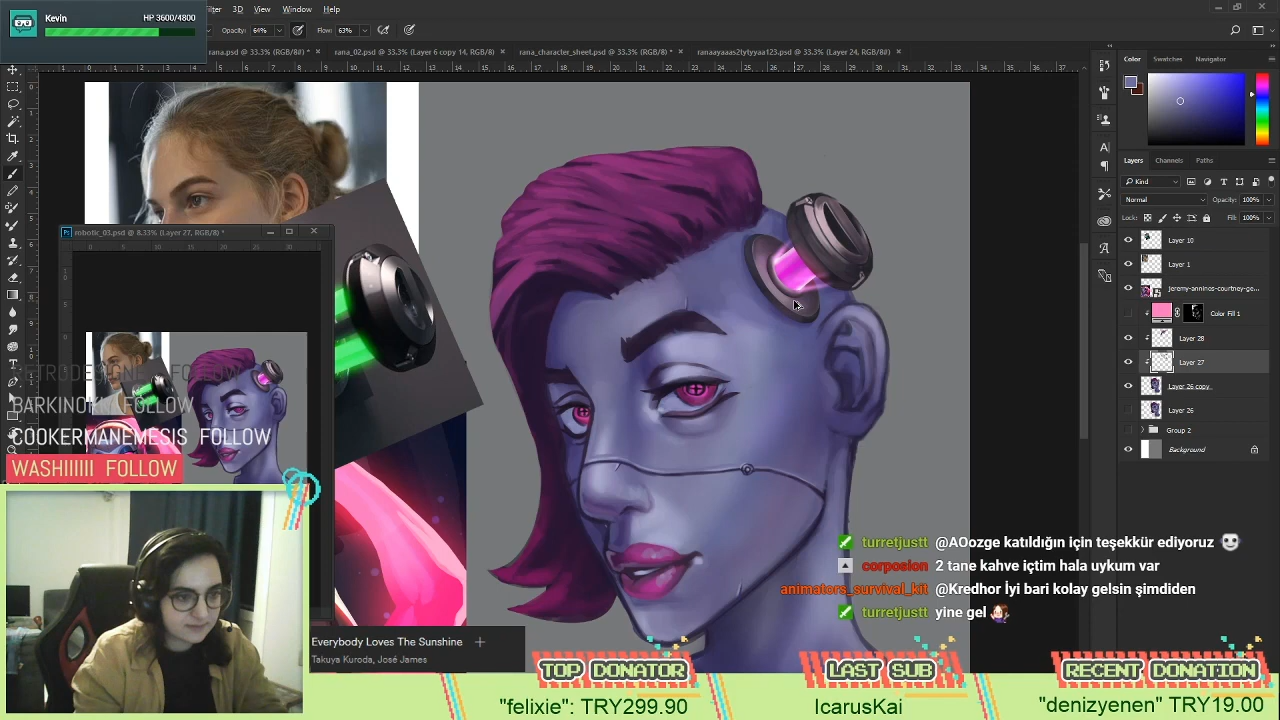 Kevin
HP 3600/4800
3D View Window Help
Opacity: 64% Flow: 63%
rana.psd @ 33.3% (RGB/8#) *
rana_02.psd @ 33.3% (Layer 6 copy 14, RGB/8#)
rana_character_sheet.psd @ 33.3% (RGB/8#) *
ranaayaaas2tytyyaa123.psd @ 33.3% (Layer 24, RGB/8#)
robotic_03.psd @ 8.33% (Layer 27, RGB/8) *
Color Swatches Navigator
Layers Channels Paths
Kind
Normal Opacity: 100%
Lock: Fill: 100%
Layer 10
Layer 1
jeremy-anninos-courtney-ge...
Color Fill 1
Layer 28
Layer 27
Layer 26 copy
Layer 26
Group 2
Background
BARKINOKY FOLLOW
COOKERMANEMESIS FOLLOW
WASHIIIIII FOLLOW
turretjustt @AOozge katıldığın için teşekkür ediyoruz
corposion 2 tane kahve içtim hala uykum var
animators_survival_kit @Kredhor İyi bari kolay gelsin şimdiden
turretjustt yine gel
Everybody Loves The Sunshine
Takuya Kuroda, José James
TOP DONATOR
"felixie": TRY299.90
LAST SUB
IcarusKai
RECENT DONATION
"denizyenen" TRY19.00